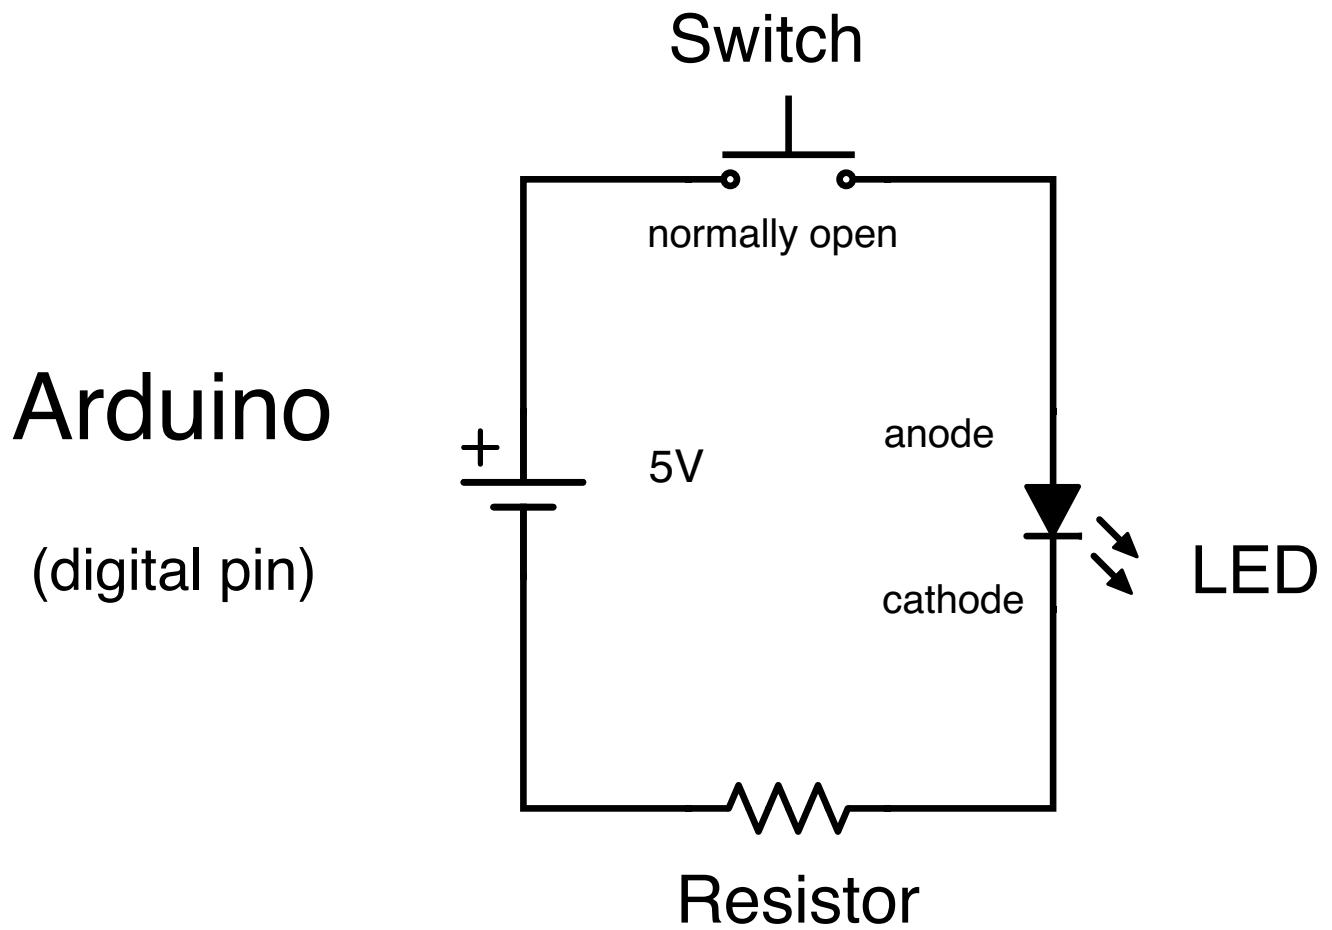 Switch
normally open
Arduino
+
5V
anode
(digital pin)
LED
cathode
Resistor